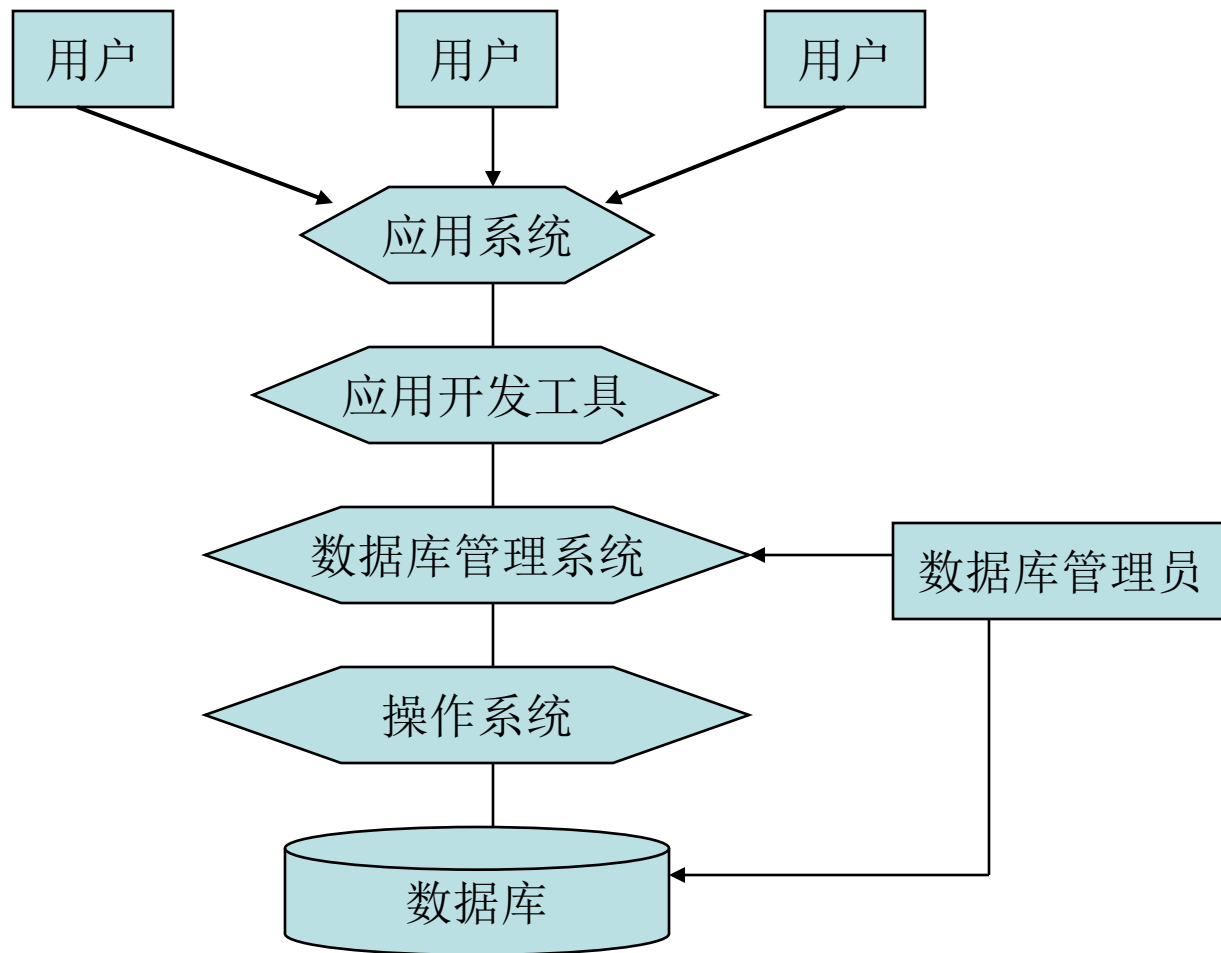 用户
用户
用户
应用系统
应用开发工具
数据库管理系统
数据库管理员
操作系统
数据库